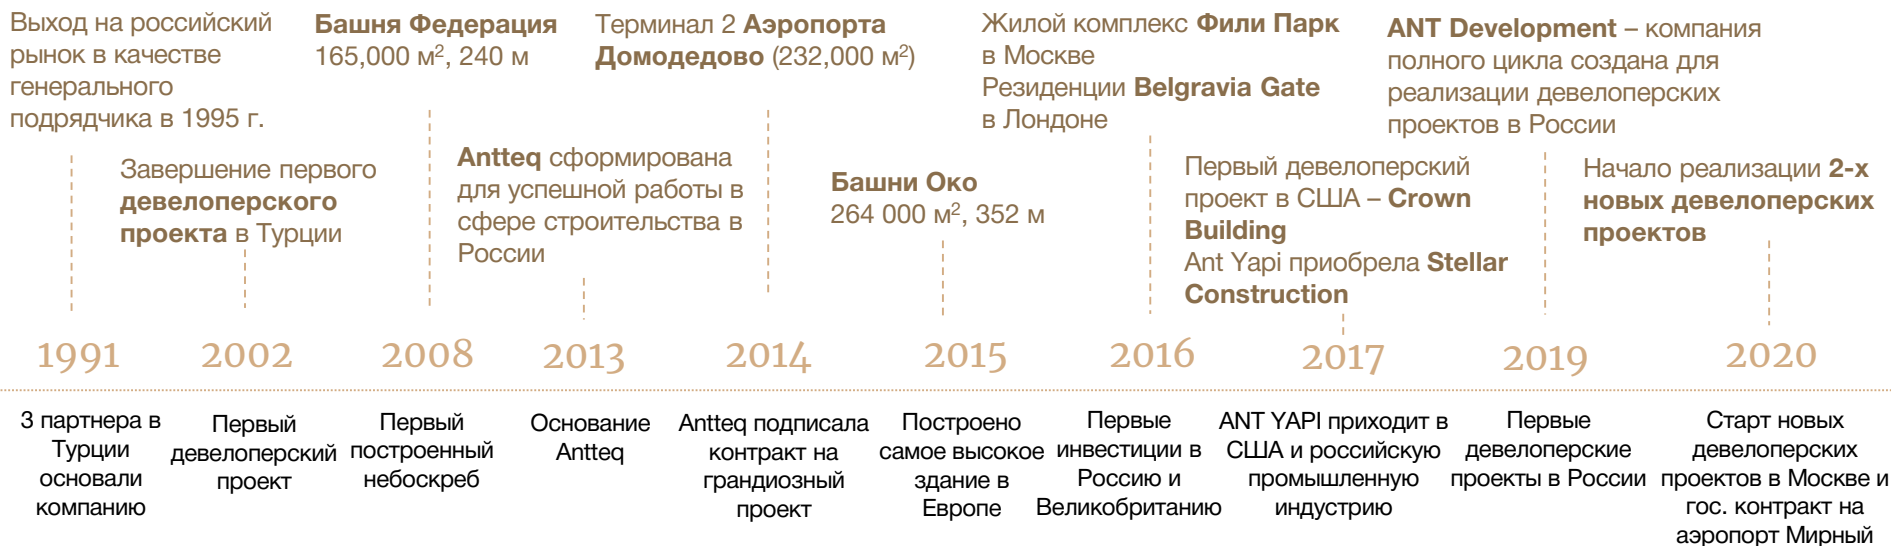 Выход на российский
рынок в качестве
генерального
подрядчика в 1995 г.
Завершение первого
девелоперского
проекта в Турции
Башня Федерация
165,000 м², 240 м
Antteq сформирована
для успешной работы в
сфере строительства в
России
Терминал 2 Аэропорта
Домодедово (232,000 м²)
Башни Око
264 000 м², 352 м
Жилой комплекс Фили Парк
в Москве
Резиденции Belgravia Gate
в Лондоне
Первый девелоперский
проект в США – Crown
Building
Ant Yapi приобрела Stellar
Construction
ANT Development – компания
полного цикла создана для
реализации девелоперских
проектов в России
Начало реализации 2-х
новых девелоперских
проектов
1991 2002 2008 2013 2014 2015 2016 2017 2019 2020
3 партнера в
Турции
основали
компанию
Первый
девелоперский
проект
Первый
построенный
небоскреб
Основание
Antteq
Antteq подписала
контракт на
грандиозный
проект
Построено
самое высокое
здание в
Европе
Первые
инвестиции в
Россию и
Великобританию
ANT YAPI приходит в
США и российскую
промышленную
индустрию
Первые
девелоперские
проекты в России
Старт новых
девелоперских
проектов в Москве и
гос. контракт на
аэропорт Мирный